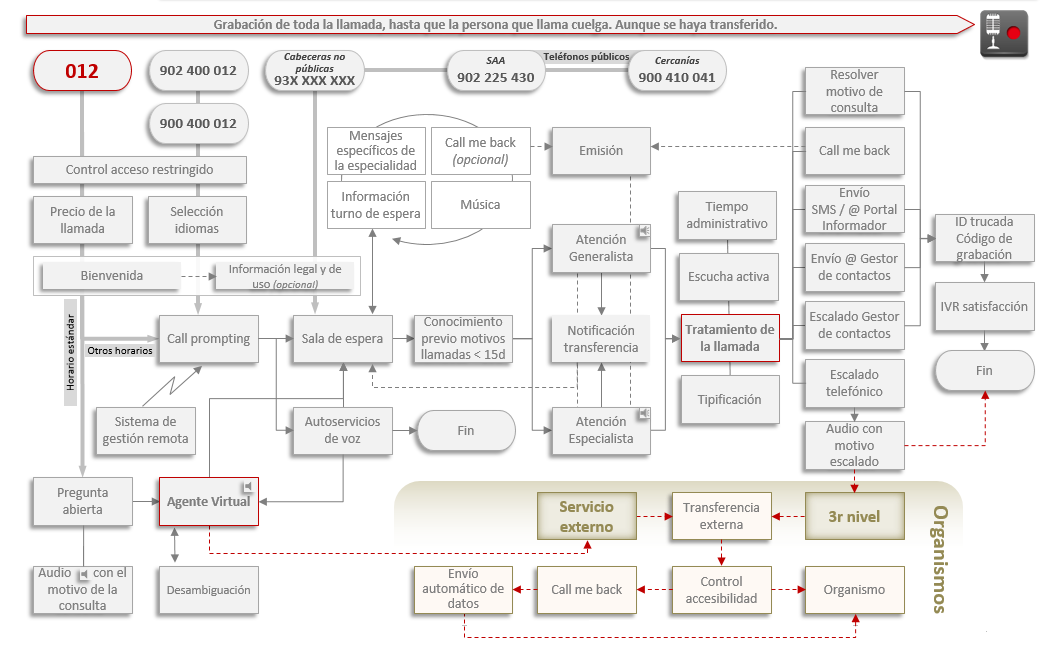 Grabación de toda la llamada, hasta que la persona que llama cuelga. Aunque se haya transferido.
012
902 400 012
900 400 012
Cabeceras no
públicas
93X XXX XXX
SAA
902 225 430
Teléfonos públicos
Cercanías
900 410 041
Control acceso restringido
Precio de la
llamada
Selección
idiomas
Bienvenida
Información legal y de
uso (opcional)
Horario estándar
Otros horarios
Call prompting
Sistema de
gestión remota
Mensajes
específicos de
la especialidad
Call me back
(opcional)
Información
turno de espera
Música
Sala de espera
Conocimiento
previo motivos
llamadas < 15d
Autoservicios
de voz
Fin
Pregunta
abierta
Agente Virtual
Audio con el
motivo de la
consulta
Desambiguación
Emisión
Atención
Generalista
Notificación
transferencia
Atención
Especialista
Tiempo
administrativo
Escucha activa
Tratamiento de
la llamada
Tipificación
Resolver
motivo de
consulta
Call me back
Envío
SMS / @ Portal
Informador
Envío @ Gestor
de contactos
Escalado Gestor
de contactos
Escalado
telefónico
Audio con
motivo
escalado
ID trucada
Código de
grabación
IVR satisfacción
Fin
Servicio
externo
Transferencia
externa
3r nivel
Envío
automático de
datos
Call me back
Control
accesibilidad
Organismo
Organismos